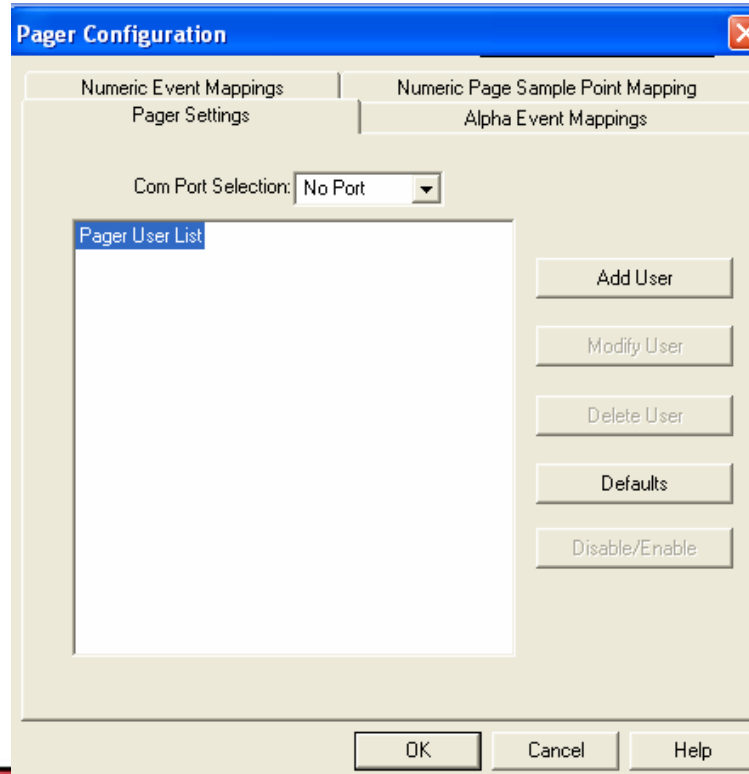 Pager Configuration
Numeric Event Mappings
Numeric Page Sample Point Mapping
Pager Settings
Alpha Event Mappings
Com Port Selection: No Port
Pager User List
Add User
Modify User
Delete User
Defaults
Disable/Enable
OK
Cancel
Help